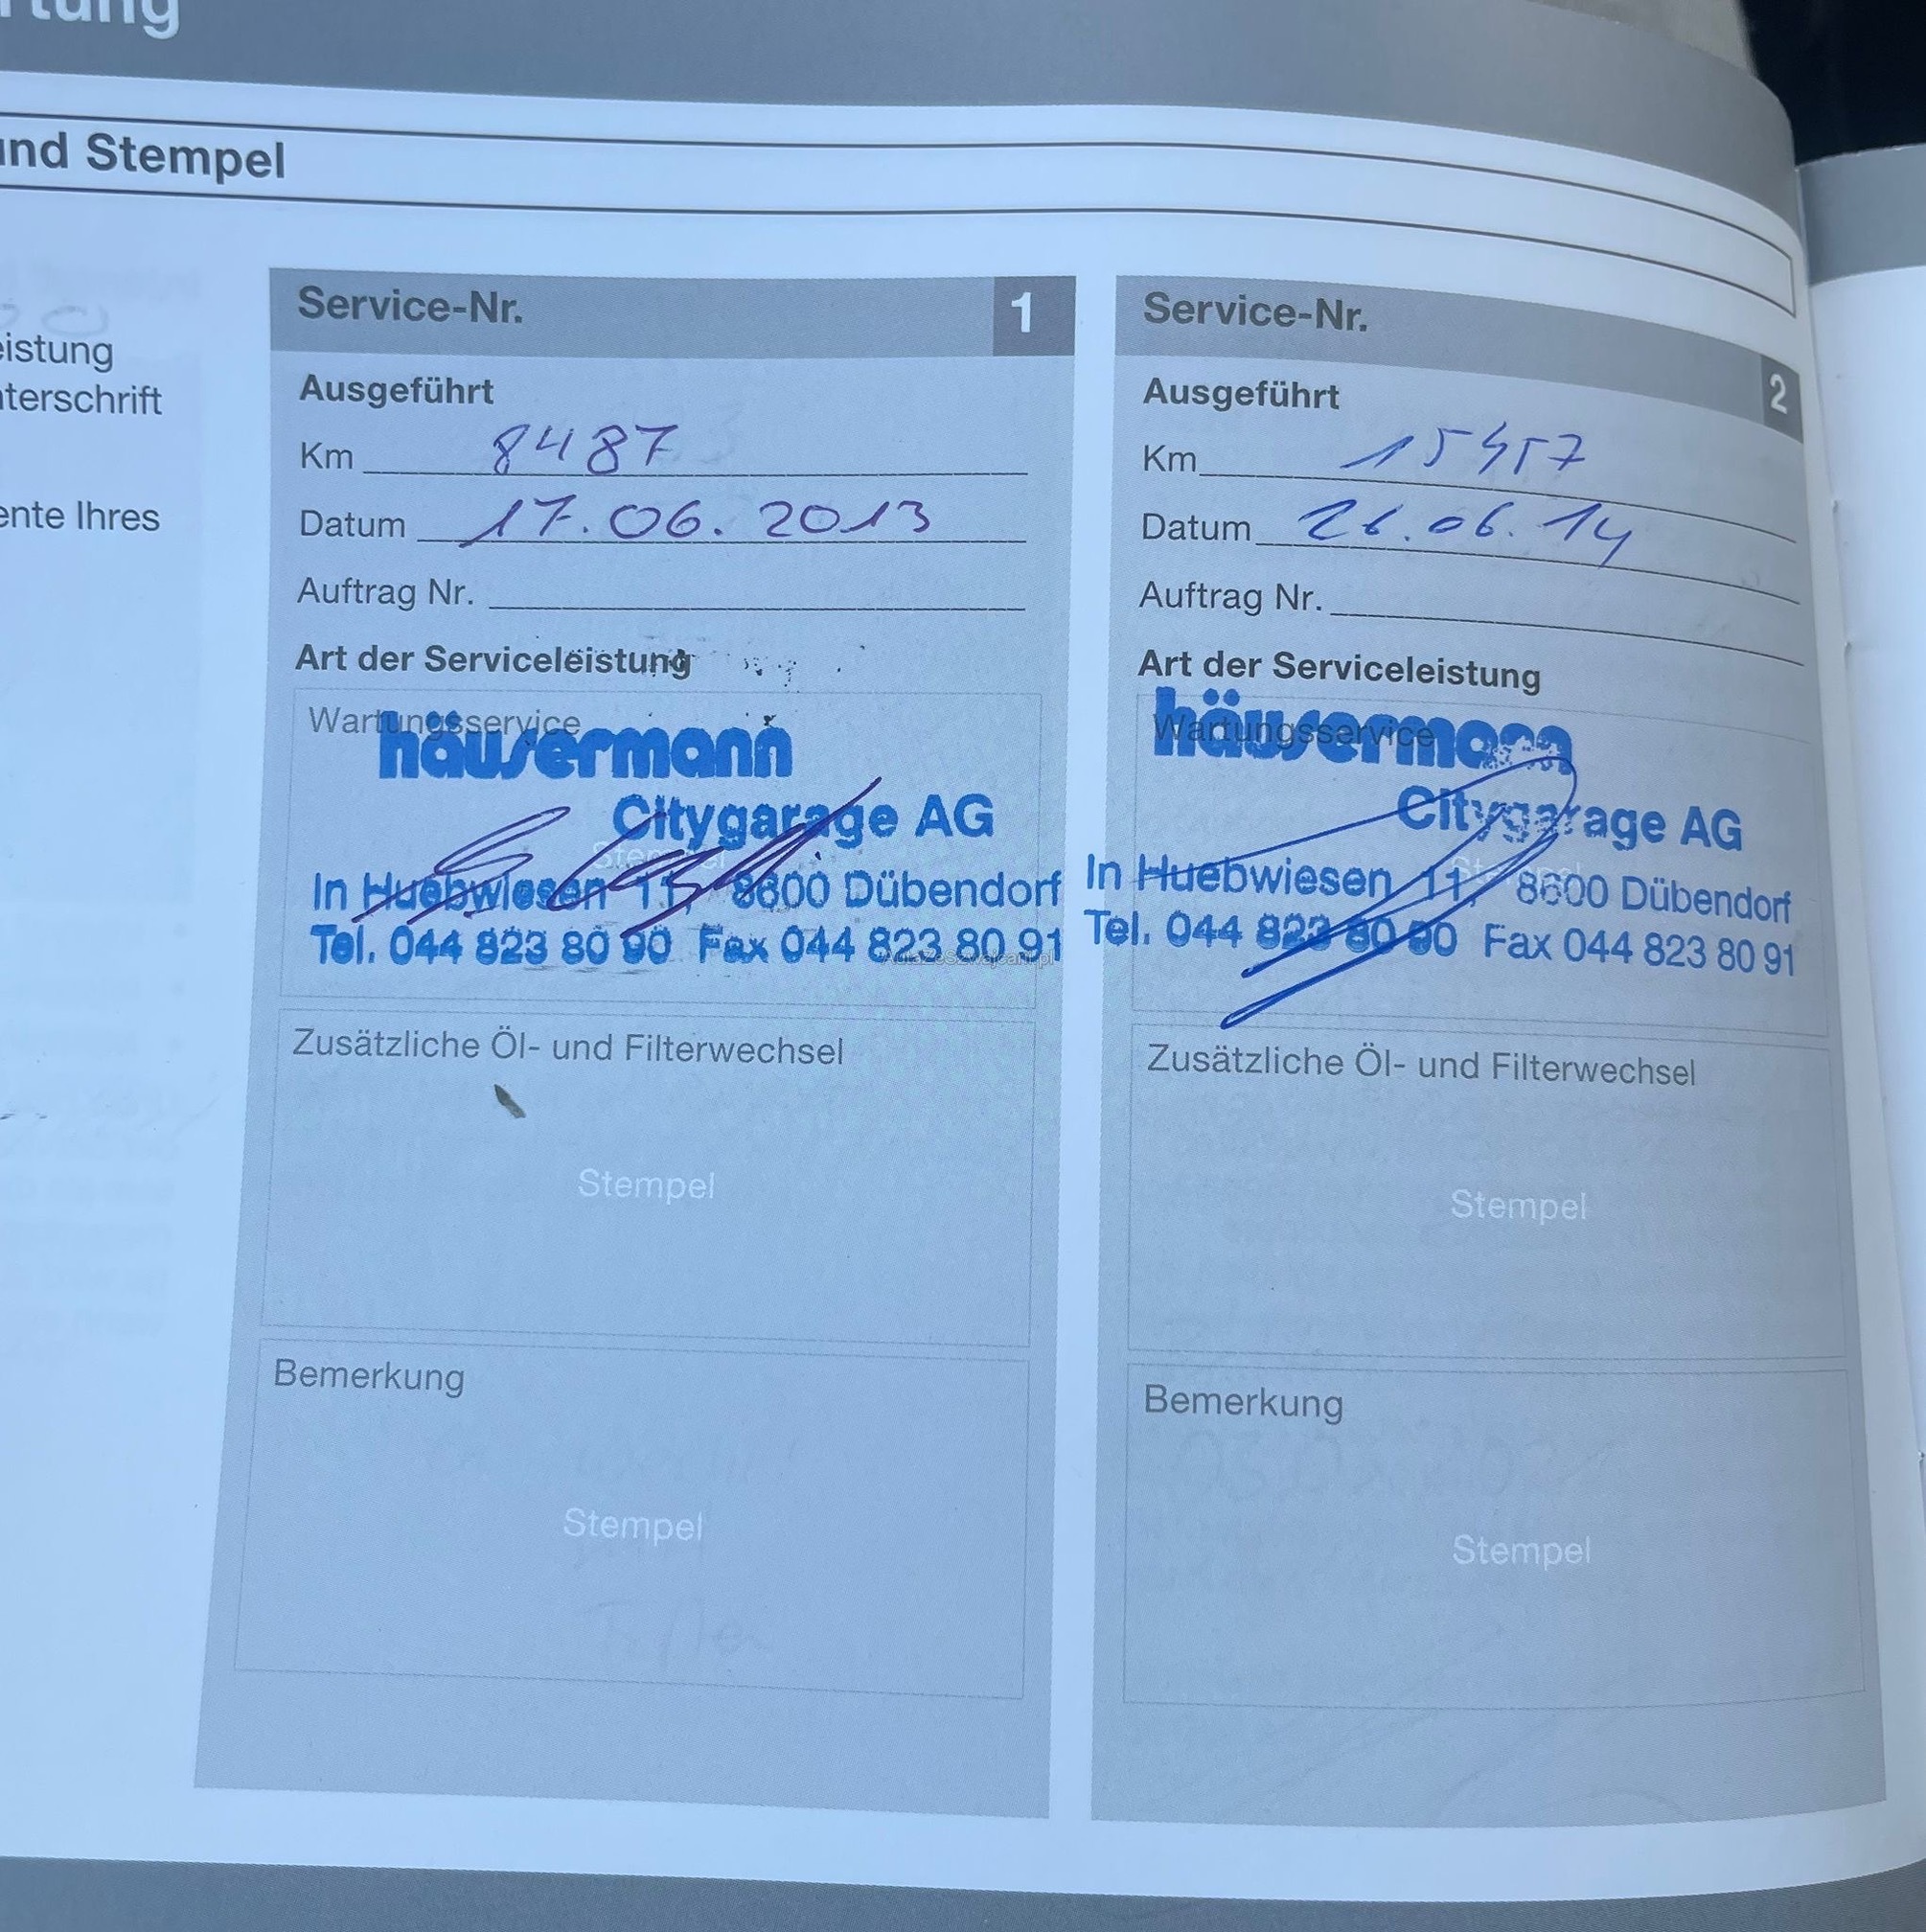 rtung
und Stempel
eistung
nterschrift
ente Ihres
Service-Nr. 1
Ausgeführt
Km 8487
Datum 17.06.2013
Auftrag Nr.
Art der Serviceleistung
Wartungsservice
häusermann
Citygarage AG
Stempel
In Huebwiesen 11, 8600 Dübendorf
Tel. 044 823 80 90 Fax 044 823 80 91
AutaZeSzwajcarii.pl
Zusätzliche Öl- und Filterwechsel
Stempel
Bemerkung
Stempel
Service-Nr. 2
Ausgeführt
Km 15457
Datum 26.06.14
Auftrag Nr.
Art der Serviceleistung
Wartungsservice
häusermann
Citygarage AG
Stempel
In Huebwiesen 11, 8600 Dübendorf
Tel. 044 823 80 90 Fax 044 823 80 91
Zusätzliche Öl- und Filterwechsel
Stempel
Bemerkung
Stempel